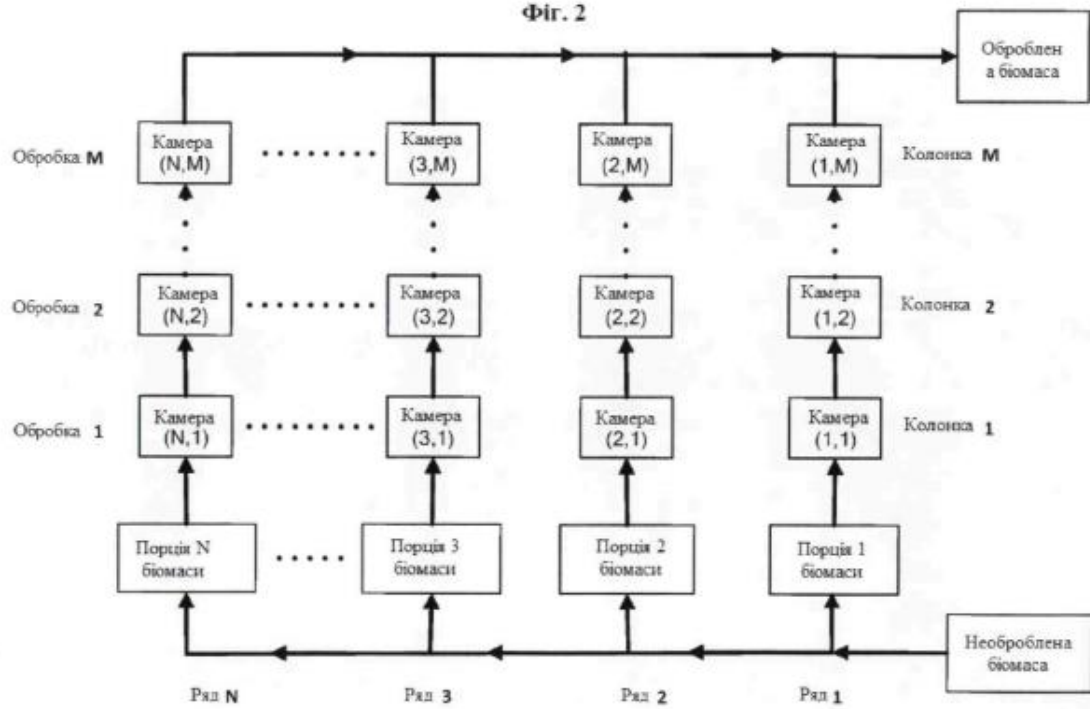 Фіг. 2
Оброблен
а біомаса
Обробка M
Камера
(N,M)
Камера
(3,M)
Камера
(2,M)
Камера
(1,M)
Колонка M
Обробка 2
Камера
(N,2)
Камера
(3,2)
Камера
(2,2)
Камера
(1,2)
Колонка 2
Обробка 1
Камера
(N,1)
Камера
(3,1)
Камера
(2,1)
Камера
(1,1)
Колонка 1
Порція N
біомаси
Порція 3
біомаси
Порція 2
біомаси
Порція 1
біомаси
Необроблена
біомаса
Ряд N
Ряд 3
Ряд 2
Ряд 1